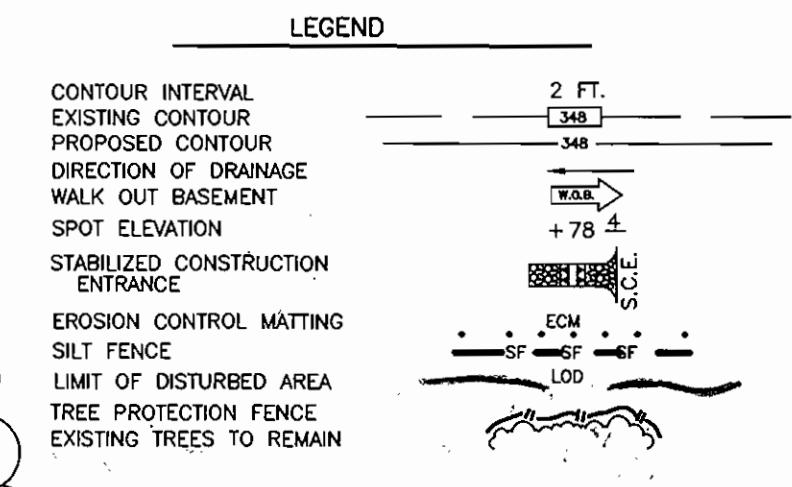 LEGEND
CONTOUR INTERVAL 2 FT.
EXISTING CONTOUR 348
PROPOSED CONTOUR 348
DIRECTION OF DRAINAGE
WALK OUT BASEMENT W.O.B.
SPOT ELEVATION +78 4
STABILIZED CONSTRUCTION
ENTRANCE S.C.E.
EROSION CONTROL MATTING ECM
SILT FENCE SF SF SF
LIMIT OF DISTURBED AREA LOD
TREE PROTECTION FENCE
EXISTING TREES TO REMAIN